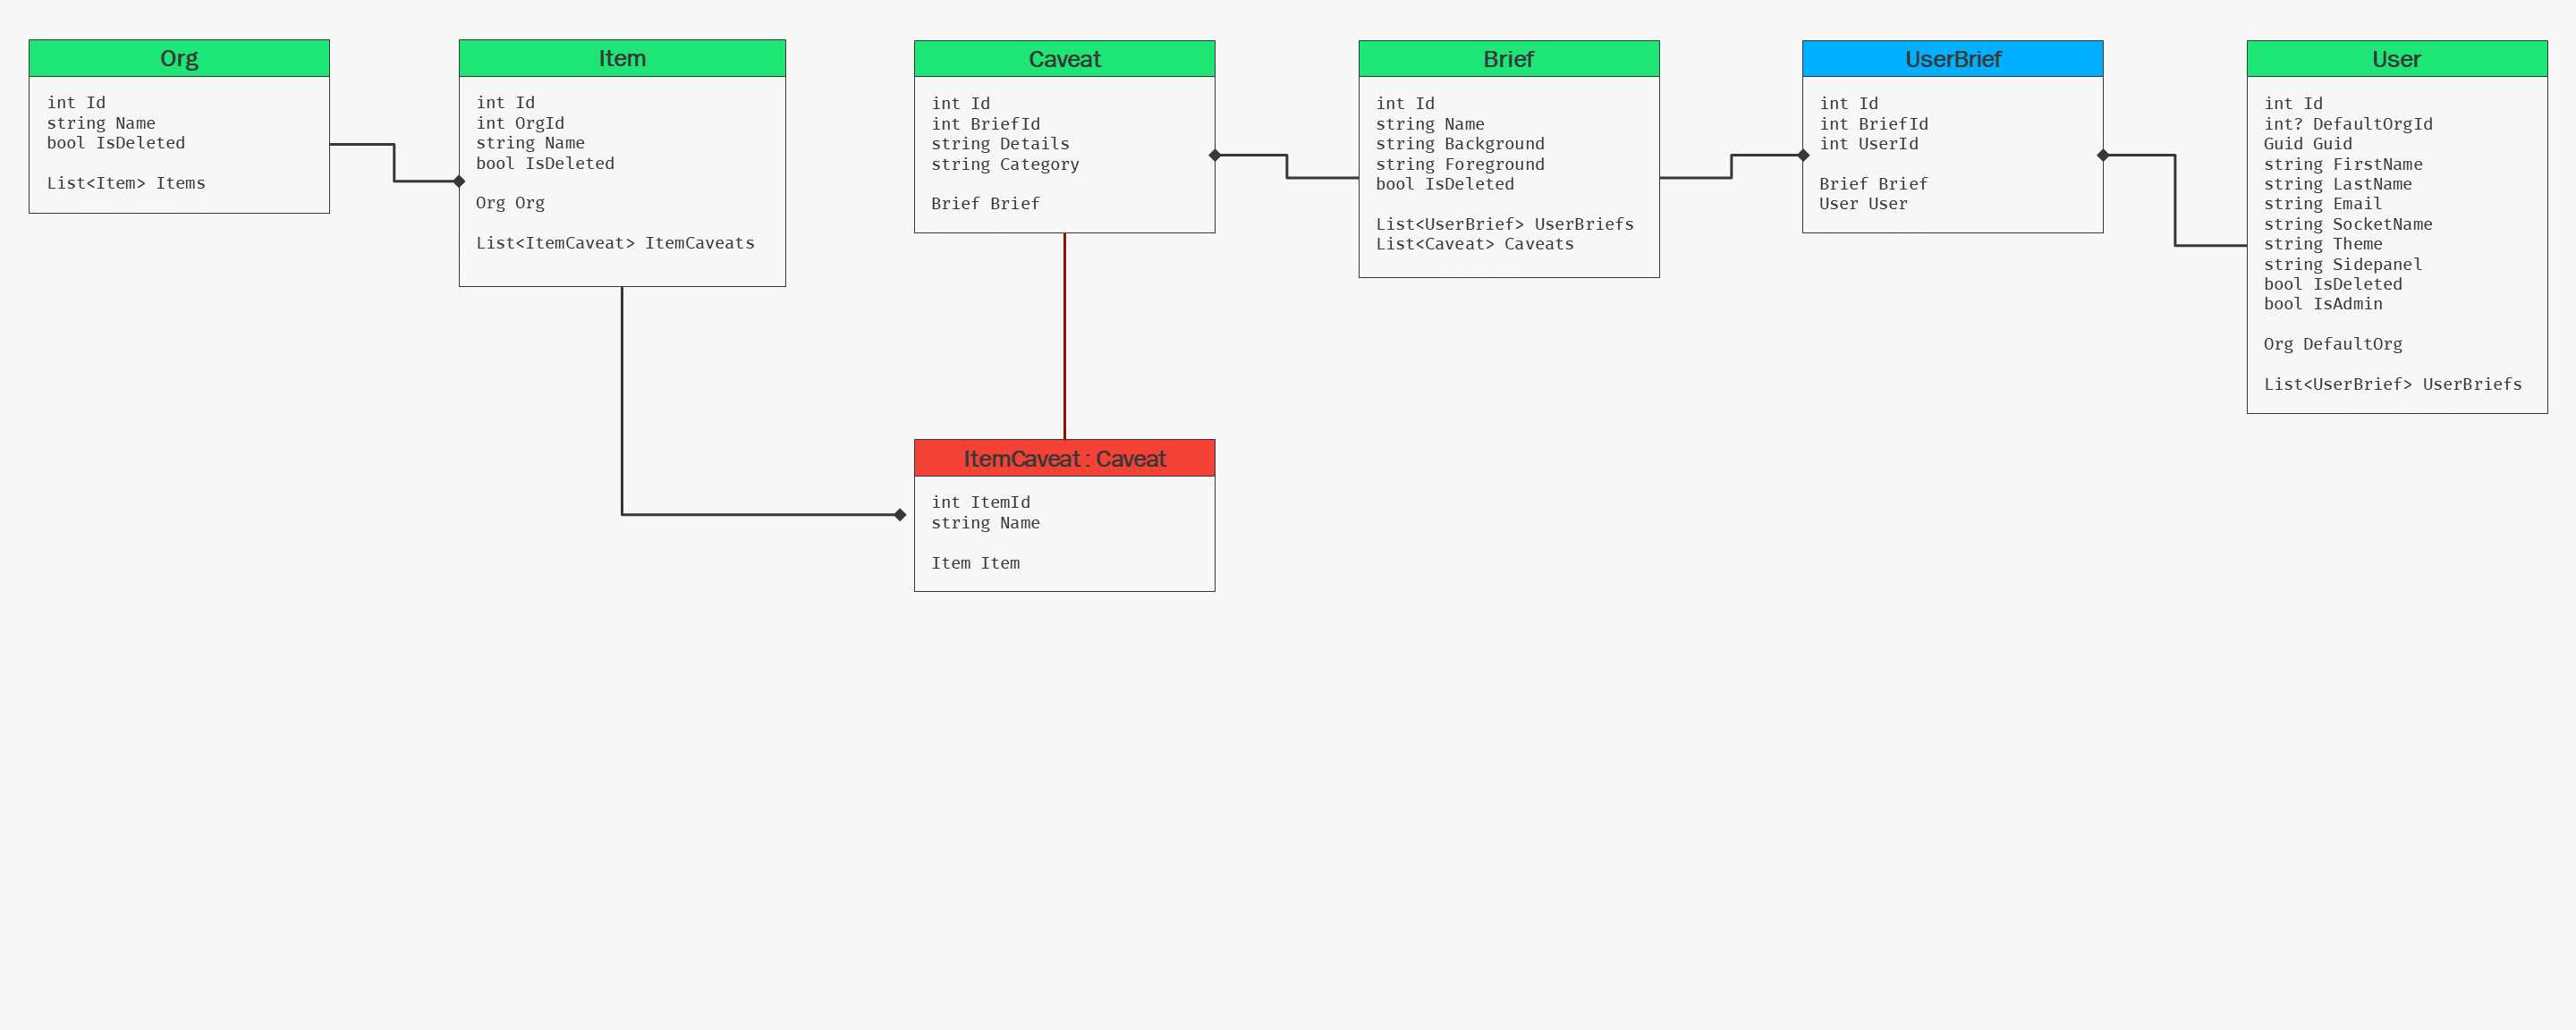 Org
int Id
string Name
bool IsDeleted
List<Item> Items
Item
int Id
int OrgId
string Name
bool IsDeleted
Org Org
List<ItemCaveat> ItemCaveats
Caveat
int Id
int BriefId
string Details
string Category
Brief Brief
Brief
int Id
string Name
string Background
string Foreground
bool IsDeleted
List<UserBrief> UserBriefs
List<Caveat> Caveats
UserBrief
int Id
int BriefId
int UserId
Brief Brief
User User
User
int Id
int? DefaultOrgId
Guid Guid
string FirstName
string LastName
string Email
string SocketName
string Theme
string Sidepanel
bool IsDeleted
bool IsAdmin
Org DefaultOrg
List<UserBrief> UserBriefs
ItemCaveat : Caveat
int ItemId
string Name
Item Item